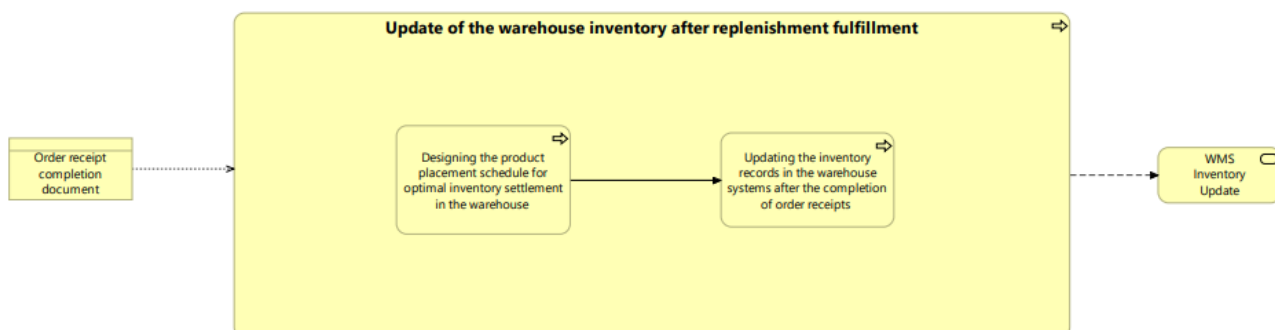 Update of the warehouse inventory after replenishment fulfillment
Order receipt
completion
document
Designing the product
placement schedule for
optimal inventory settlement
in the warehouse
Updating the inventory
records in the warehouse
systems after the completion
of order receipts
WMS
Inventory
Update